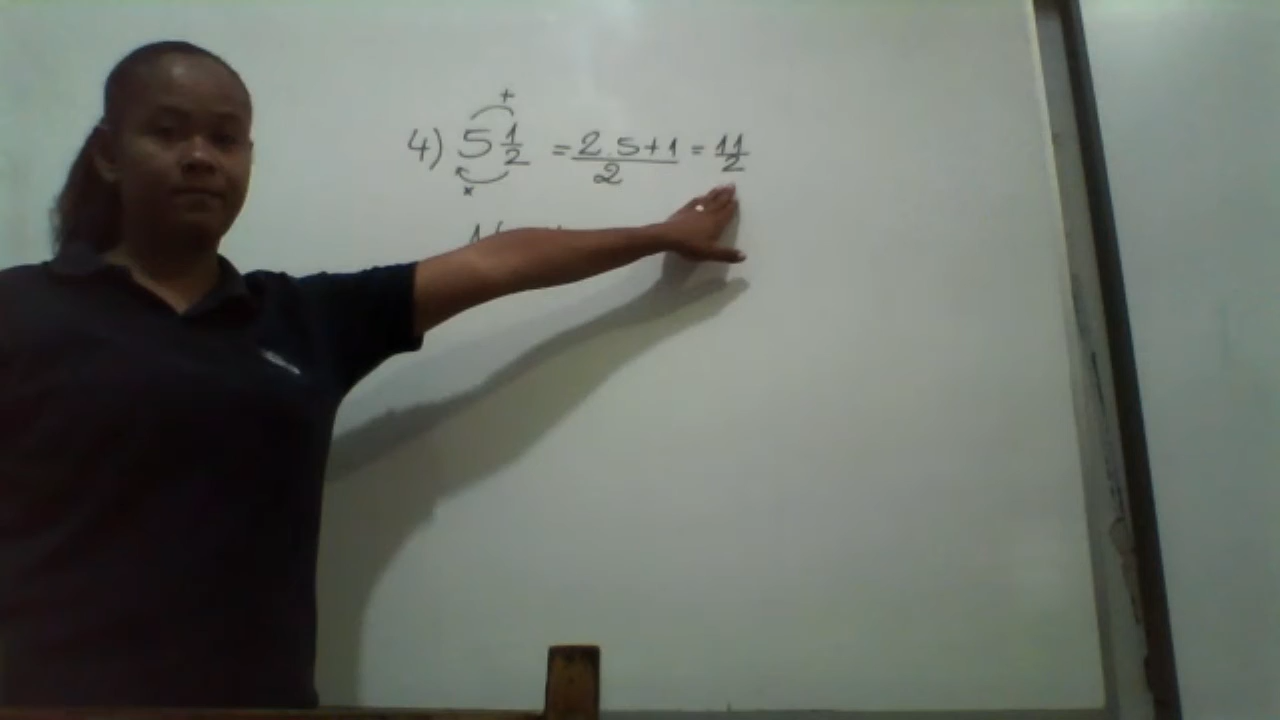 4) 5 1/2 = 2.5+1/2 = 11/2
+
x